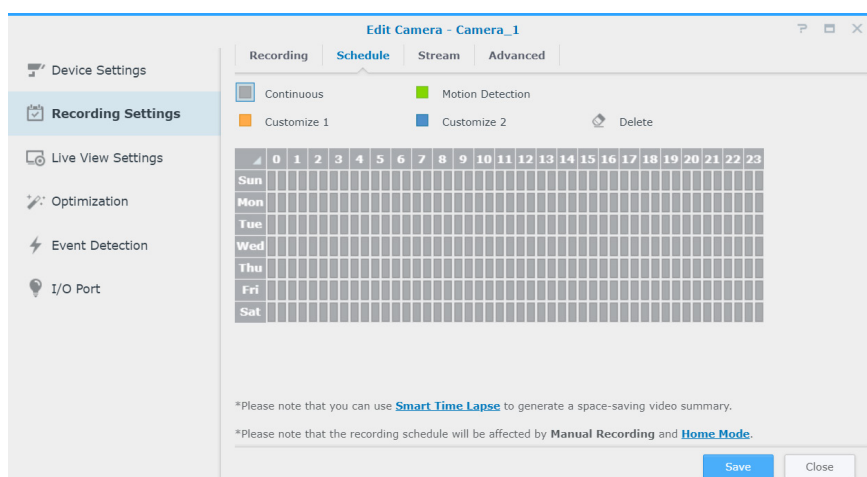 Edit Camera - Camera_1
Device Settings
Recording Settings
Live View Settings
Optimization
Event Detection
I/O Port
Recording Schedule Stream Advanced
Continuous Motion Detection
Customize 1 Customize 2 Delete
0 1 2 3 4 5 6 7 8 9 10 11 12 13 14 15 16 17 18 19 20 21 22 23
Sun
Mon
Tue
Wed
Thu
Fri
Sat
*Please note that you can use Smart Time Lapse to generate a space-saving video summary.
*Please note that the recording schedule will be affected by Manual Recording and Home Mode.
Save Close